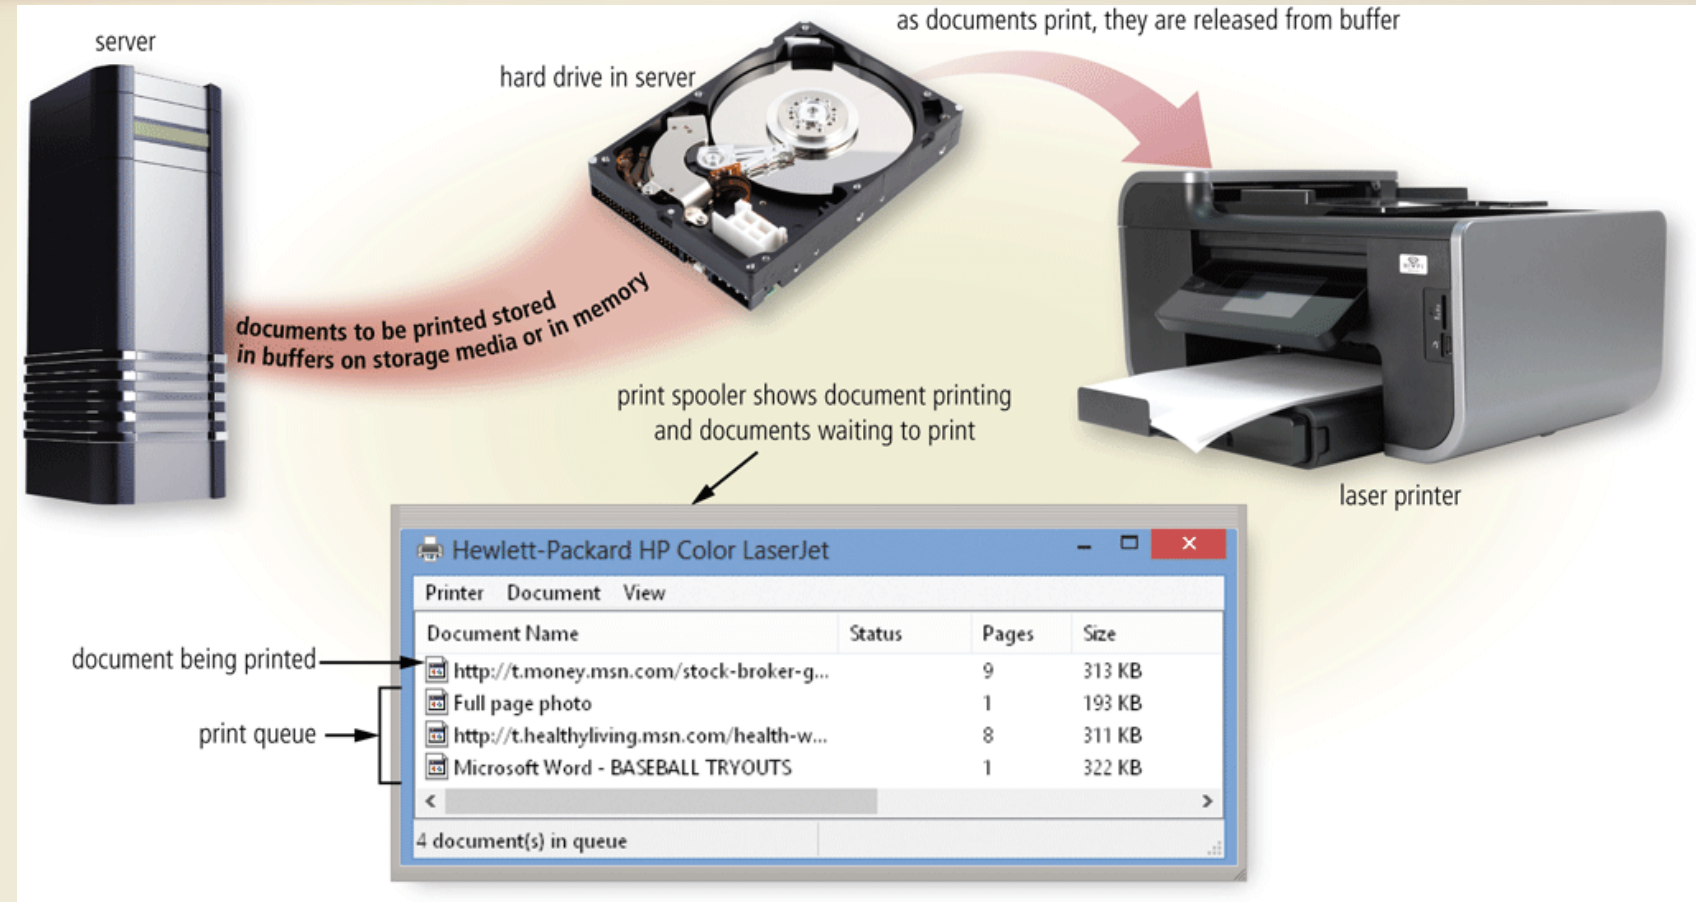 as documents print, they are released from buffer
server
hard drive in server
documents to be printed stored
in buffers on storage media or in memory
print spooler shows document printing
and documents waiting to print
laser printer
Hewlett-Packard HP Color LaserJet
Printer Document View
Document Name Status Pages Size
document being printed
http://t.money.msn.com/stock-broker-g... 9 313 KB
Full page photo 1 193 KB
print queue
http://t.healthyliving.msn.com/health-w... 8 311 KB
Microsoft Word - BASEBALL TRYOUTS 1 322 KB
4 document(s) in queue